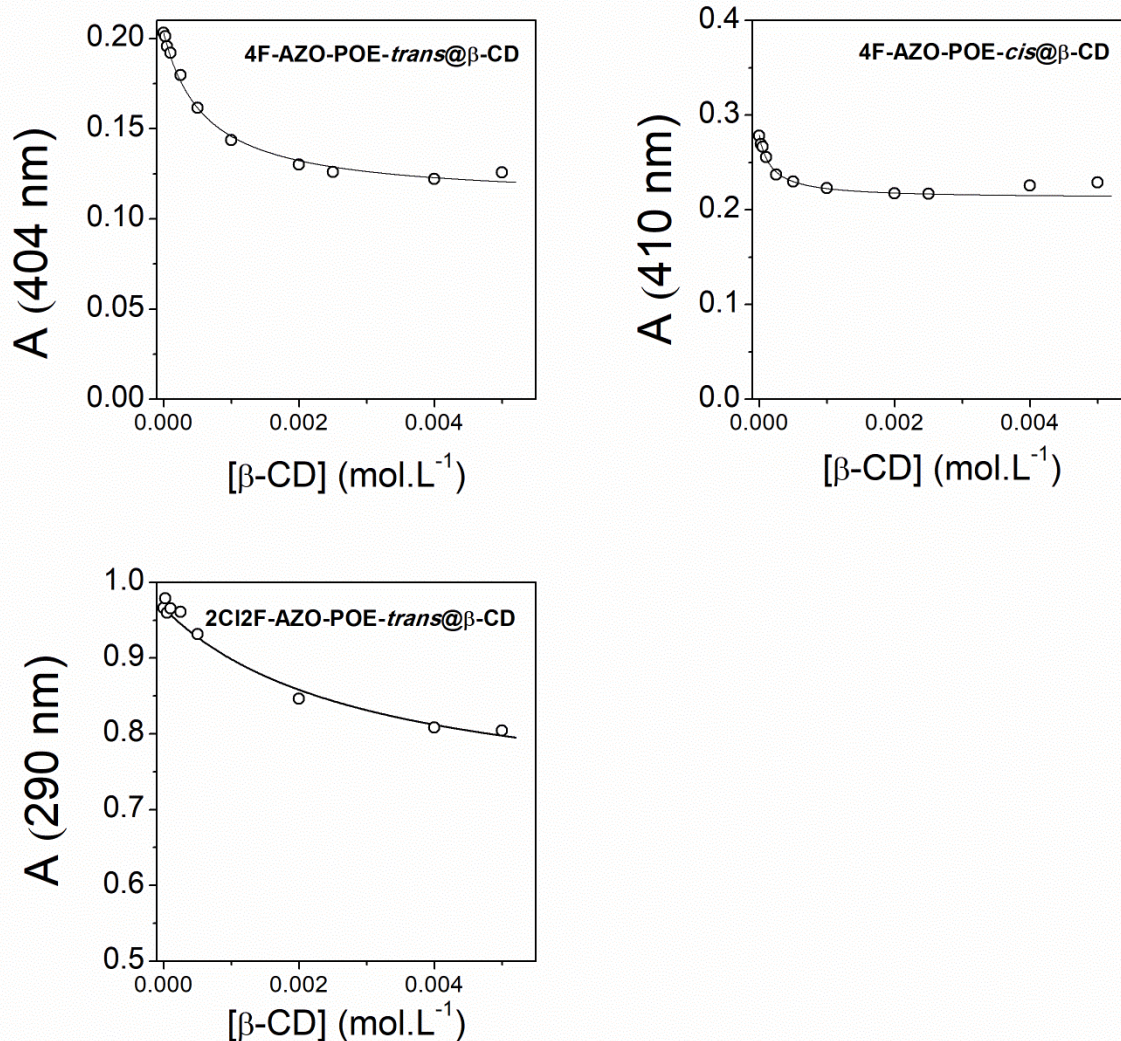 4F-AZO-POE-trans@β-CD
A (404 nm)
0.20
0.15
0.10
0.05
0.00
0.000
0.002
0.004
[β-CD] (mol.L⁻¹)
4F-AZO-POE-cis@β-CD
A (410 nm)
0.4
0.3
0.2
0.1
0.0
0.000
0.002
0.004
[β-CD] (mol.L⁻¹)
2Cl2F-AZO-POE-trans@β-CD
A (290 nm)
1.0
0.9
0.8
0.7
0.6
0.5
0.000
0.002
0.004
[β-CD] (mol.L⁻¹)